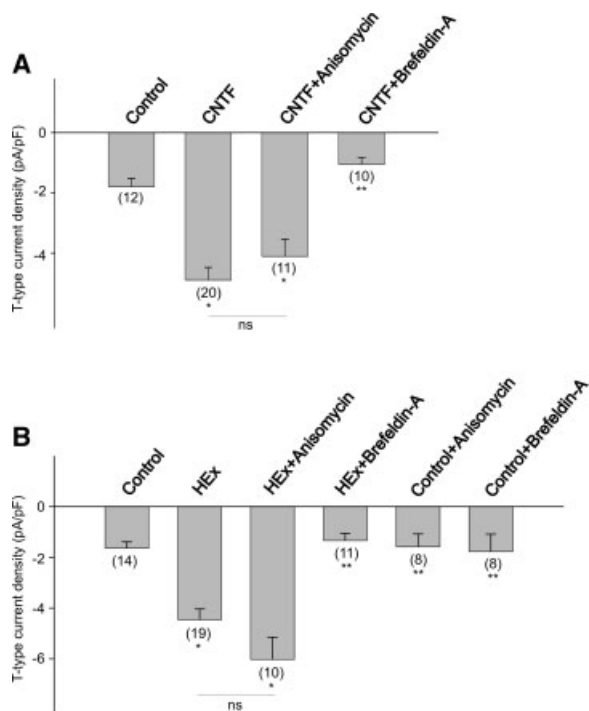 A
Control
CNTF
CNTF+Anisomycin
CNTF+Brefeldin-A
T-type current density (pA/pF)
0
-2
-4
(12)
(20)
*
(11)
*
(10)
**
ns
B
Control
HEx
HEx+Anisomycin
HEx+Brefeldin-A
Control+Anisomycin
Control+Brefeldin-A
T-type current density (pA/pF)
0
-2
-4
-6
(14)
(19)
*
(10)
*
(11)
**
(8)
**
(8)
**
ns